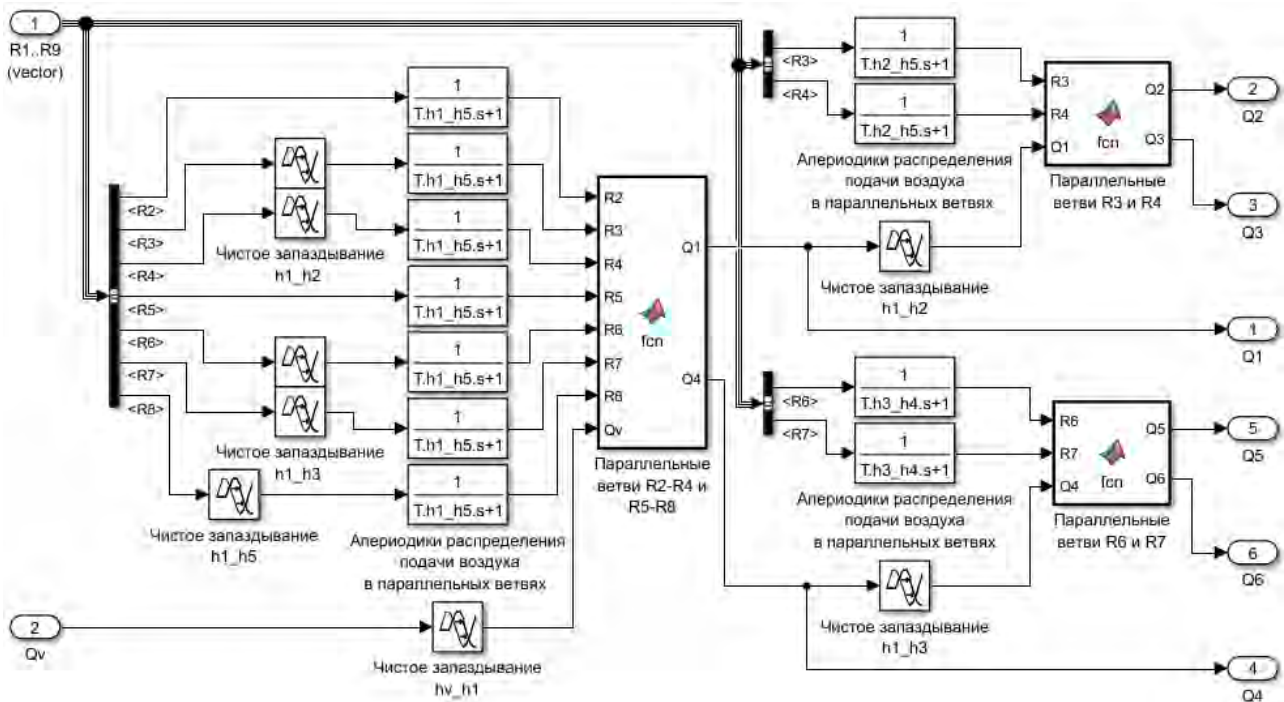 1
R1..R9
(vector)
<R2>
<R3>
<R4>
<R5>
<R6>
<R7>
<R8>
Чистое запаздывание
h1_h2
Чистое запаздывание
h1_h3
Чистое запаздывание
h1_h5
1
T.h1_h5.s+1
1
T.h1_h5.s+1
1
T.h1_h5.s+1
1
T.h1_h5.s+1
1
T.h1_h5.s+1
1
T.h1_h5.s+1
1
T.h1_h5.s+1
Апериодики распределения
подачи воздуха
в параллельных ветвях
2
Qv
Чистое запаздывание
hv_h1
R2
R3
R4
R5
R6
R7
R8
Qv
fcn
Q1
Q4
Параллельные
ветви R2-R4 и
R5-R8
<R3>
<R4>
1
T.h2_h5.s+1
1
T.h2_h5.s+1
Апериодики распределения
подачи воздуха
в параллельных ветвях
Чистое запаздывание
h1_h2
R3
R4
Q1
fcn
Q2
Q3
Параллельные
ветви R3 и R4
2
Q2
3
Q3
1
Q1
<R6>
<R7>
1
T.h3_h4.s+1
1
T.h3_h4.s+1
Апериодики распределения
подачи воздуха
в параллельных ветвях
Чистое запаздывание
h1_h3
R6
R7
Q4
fcn
Q5
Q6
Параллельные
ветви R6 и R7
5
Q5
6
Q6
4
Q4